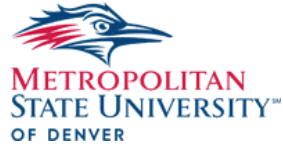 METROPOLITAN
STATE UNIVERSITY℠
OF DENVER